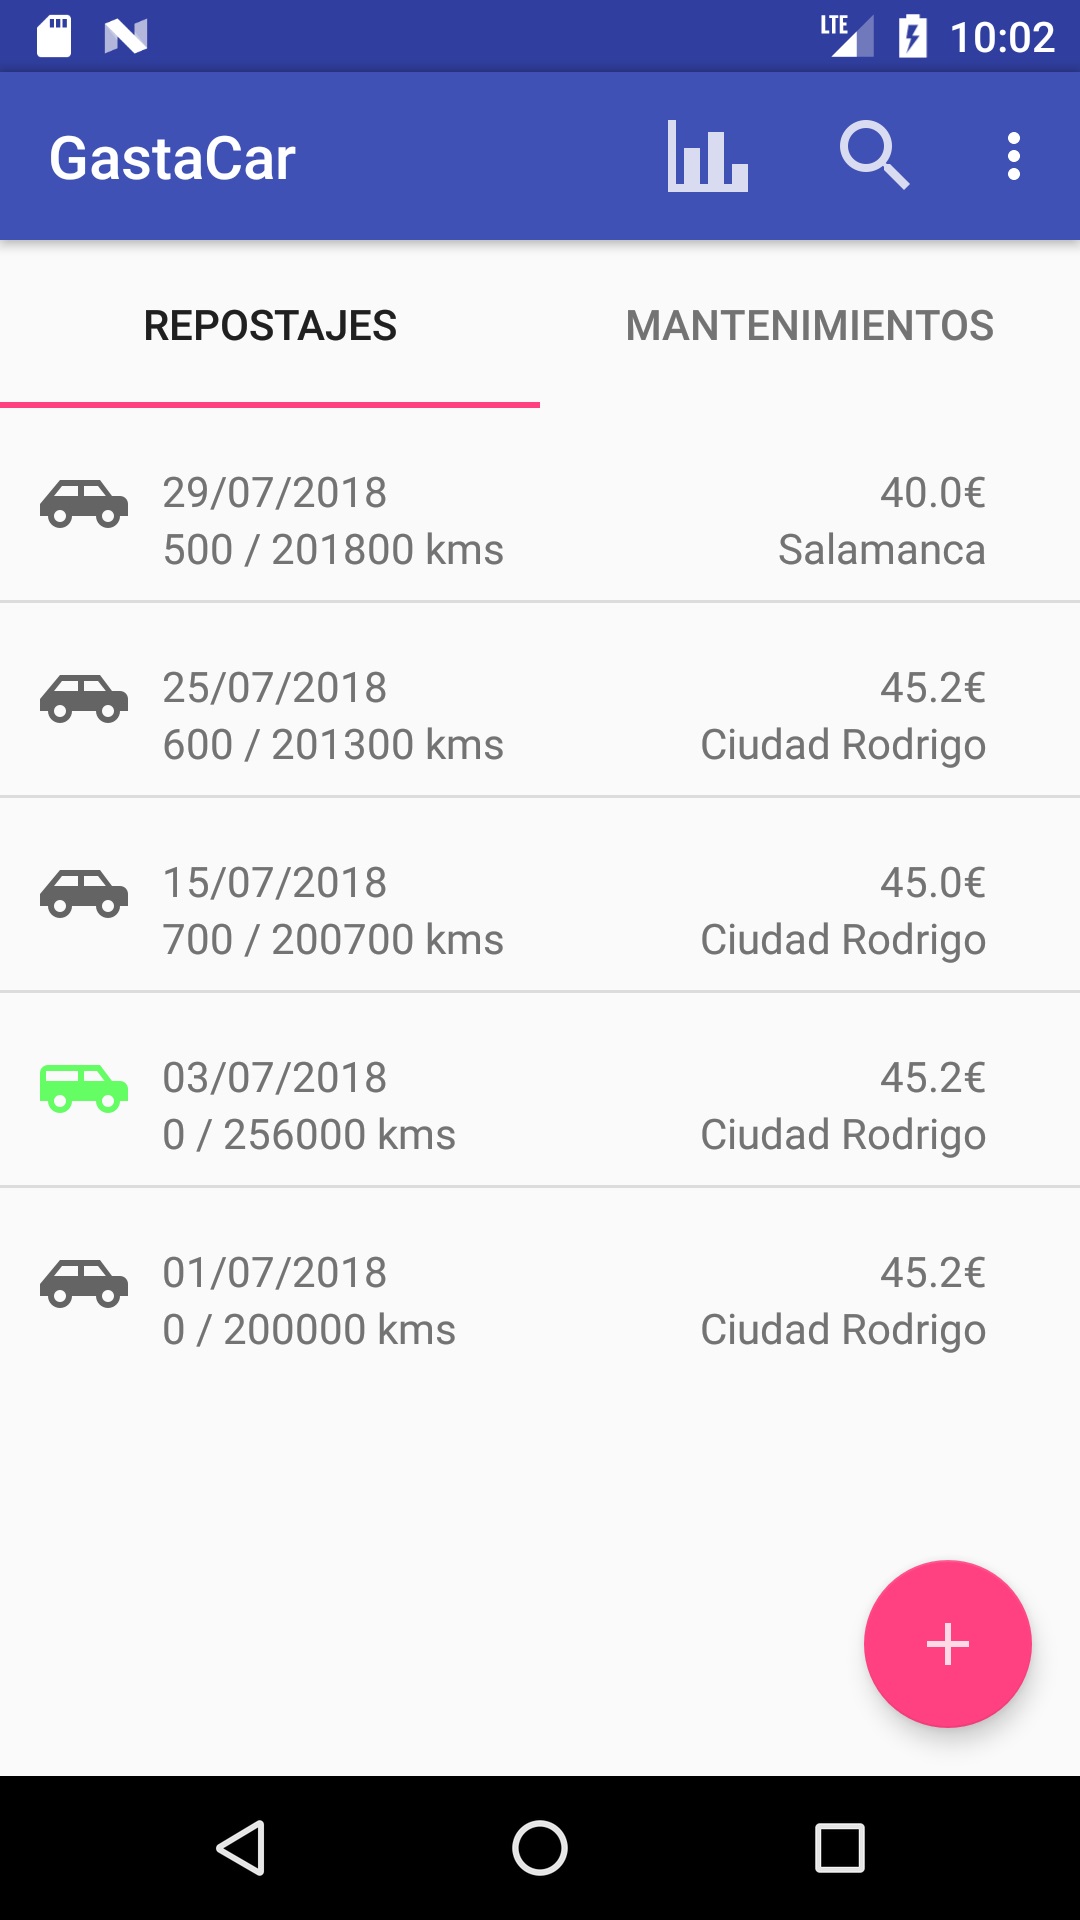 LTE 10:02
GastaCar
REPOSTAJES MANTENIMIENTOS
29/07/2018 40.0€
500 / 201800 kms Salamanca
25/07/2018 45.2€
600 / 201300 kms Ciudad Rodrigo
15/07/2018 45.0€
700 / 200700 kms Ciudad Rodrigo
03/07/2018 45.2€
0 / 256000 kms Ciudad Rodrigo
01/07/2018 45.2€
0 / 200000 kms Ciudad Rodrigo